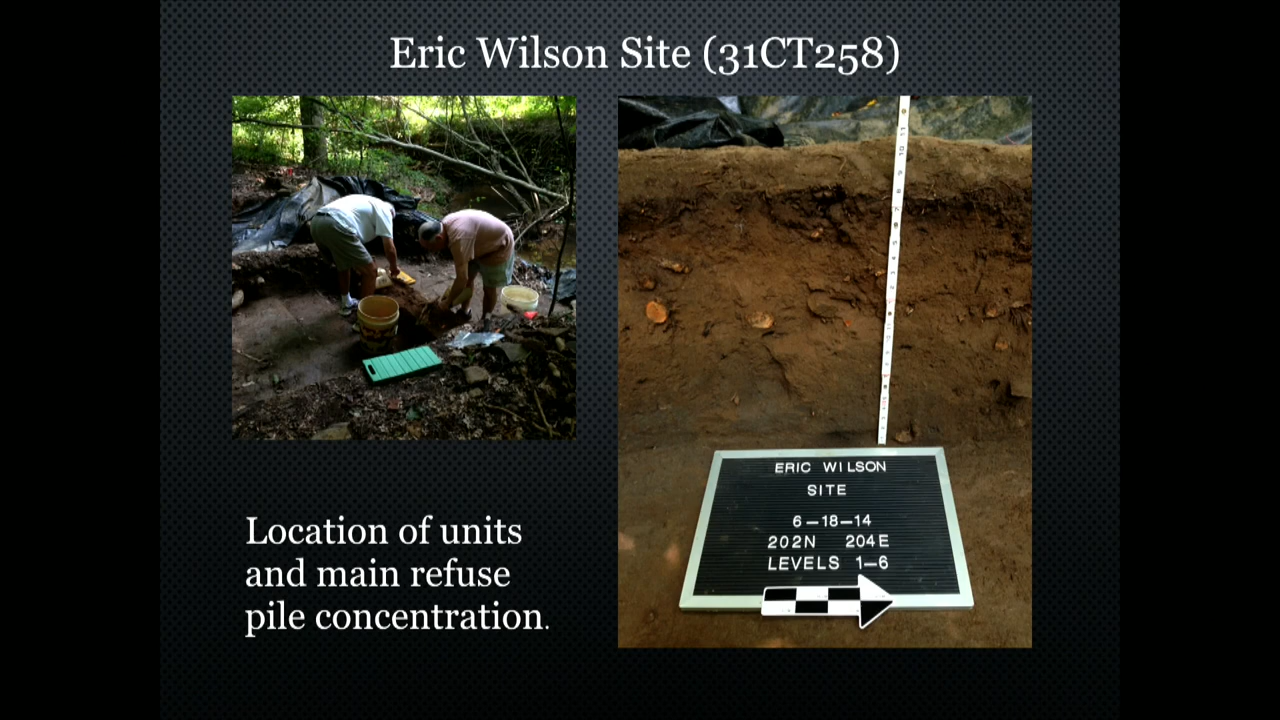 Eric Wilson Site (31CT258)
Location of units
and main refuse
pile concentration.
ERIC WILSON
SITE
6-18-14
202N 204E
LEVELS 1-6